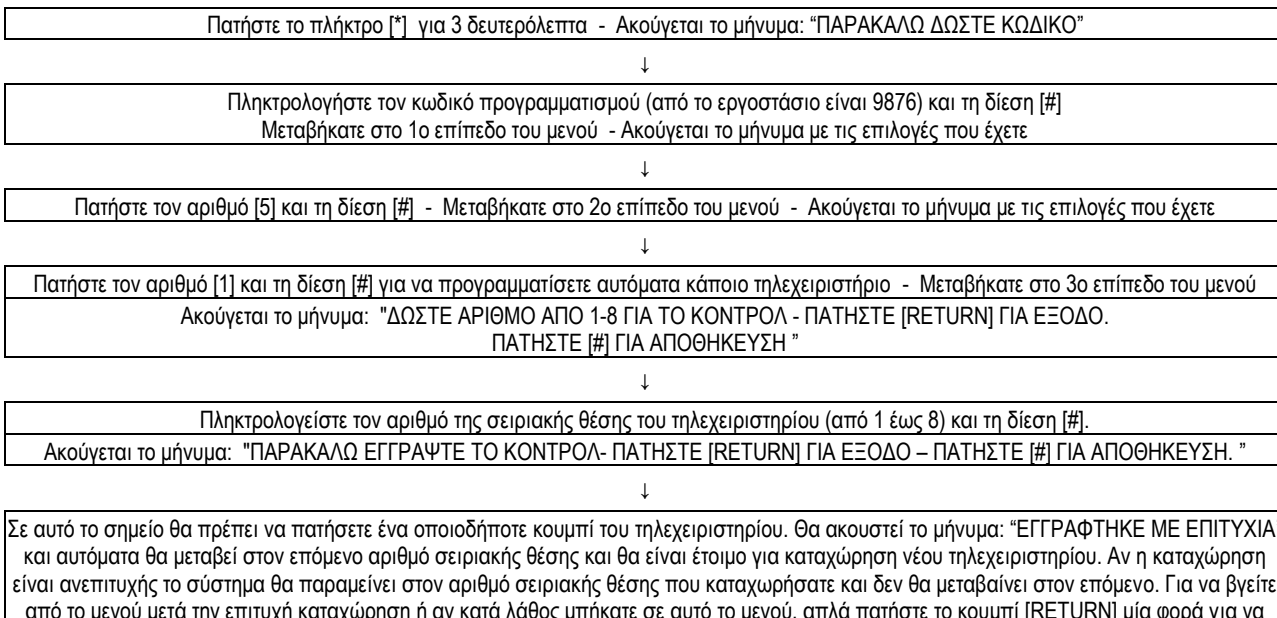 Πατήστε το πλήκτρο [*] για 3 δευτερόλεπτα - Ακούγεται το μήνυμα: “ΠΑΡΑΚΑΛΩ ΔΩΣΤΕ ΚΩΔΙΚΟ”
↓
Πληκτρολογήστε τον κωδικό προγραμματισμού (από το εργοστάσιο είναι 9876) και τη δίεση [#]
Μεταβήκατε στο 1ο επίπεδο του μενού - Ακούγεται το μήνυμα με τις επιλογές που έχετε
↓
Πατήστε τον αριθμό [5] και τη δίεση [#] - Μεταβήκατε στο 2ο επίπεδο του μενού - Ακούγεται το μήνυμα με τις επιλογές που έχετε
↓
Πατήστε τον αριθμό [1] και τη δίεση [#] για να προγραμματίσετε αυτόματα κάποιο τηλεχειριστήριο - Μεταβήκατε στο 3ο επίπεδο του μενού
Ακούγεται το μήνυμα: "ΔΩΣΤΕ ΑΡΙΘΜΟ ΑΠΟ 1-8 ΓΙΑ ΤΟ ΚΟΝΤΡΟΛ - ΠΑΤΗΣΤΕ [RETURN] ΓΙΑ ΕΞΟΔΟ.
ΠΑΤΗΣΤΕ [#] ΓΙΑ ΑΠΟΘΗΚΕΥΣΗ ”
↓
Πληκτρολογείστε τον αριθμό της σειριακής θέσης του τηλεχειριστηρίου (από 1 έως 8) και τη δίεση [#].
Ακούγεται το μήνυμα: "ΠΑΡΑΚΑΛΩ ΕΓΓΡΑΨΤΕ ΤΟ ΚΟΝΤΡΟΛ- ΠΑΤΗΣΤΕ [RETURN] ΓΙΑ ΕΞΟΔΟ – ΠΑΤΗΣΤΕ [#] ΓΙΑ ΑΠΟΘΗΚΕΥΣΗ. ”
↓
Σε αυτό το σημείο θα πρέπει να πατήσετε ένα οποιοδήποτε κουμπί του τηλεχειριστηρίου. Θα ακουστεί το μήνυμα: “ΕΓΓΡΑΦΤΗΚΕ ΜΕ ΕΠΙΤΥΧΙΑ
και αυτόματα θα μεταβεί στον επόμενο αριθμό σειριακής θέσης και θα είναι έτοιμο για καταχώρηση νέου τηλεχειριστηρίου. Αν η καταχώρηση
είναι ανεπιτυχής το σύστημα θα παραμείνει στον αριθμό σειριακής θέσης που καταχωρήσατε και δεν θα μεταβαίνει στον επόμενο. Για να βγείτε
από το μενού μετά την επιτυχή καταχώρηση ή αν κατά λάθος μπήκατε σε αυτό το μενού, απλά πατήστε το κουμπί [RETURN] μία φορά για να